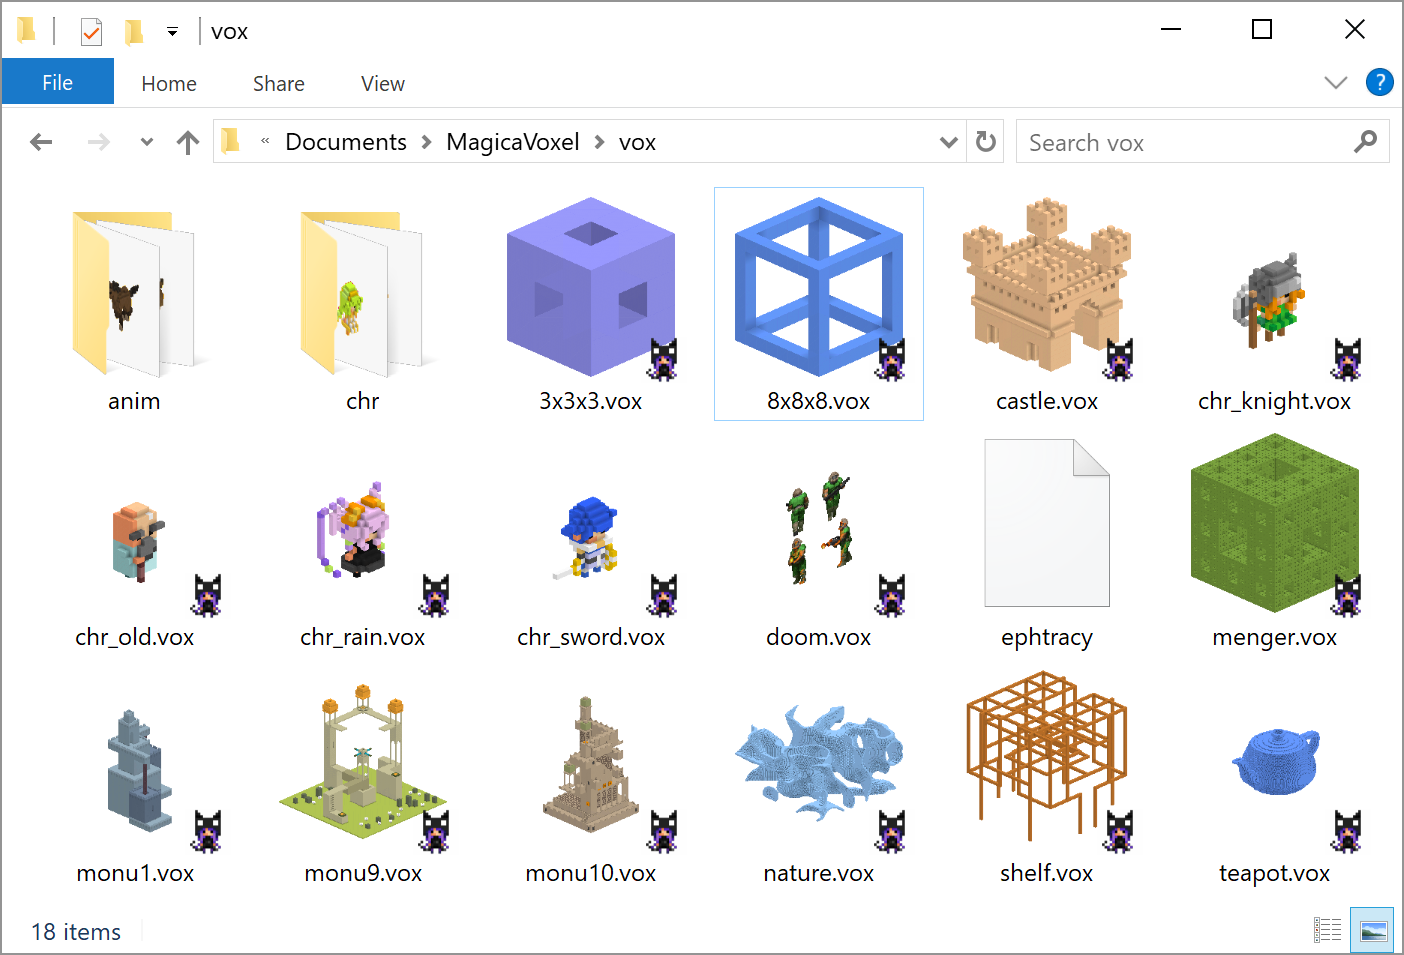 vox
File Home Share View
?
« Documents > MagicaVoxel > vox
Search vox
anim
chr
3x3x3.vox
8x8x8.vox
castle.vox
chr_knight.vox
chr_old.vox
chr_rain.vox
chr_sword.vox
doom.vox
ephtracy
menger.vox
monu1.vox
monu9.vox
monu10.vox
nature.vox
shelf.vox
teapot.vox
18 items